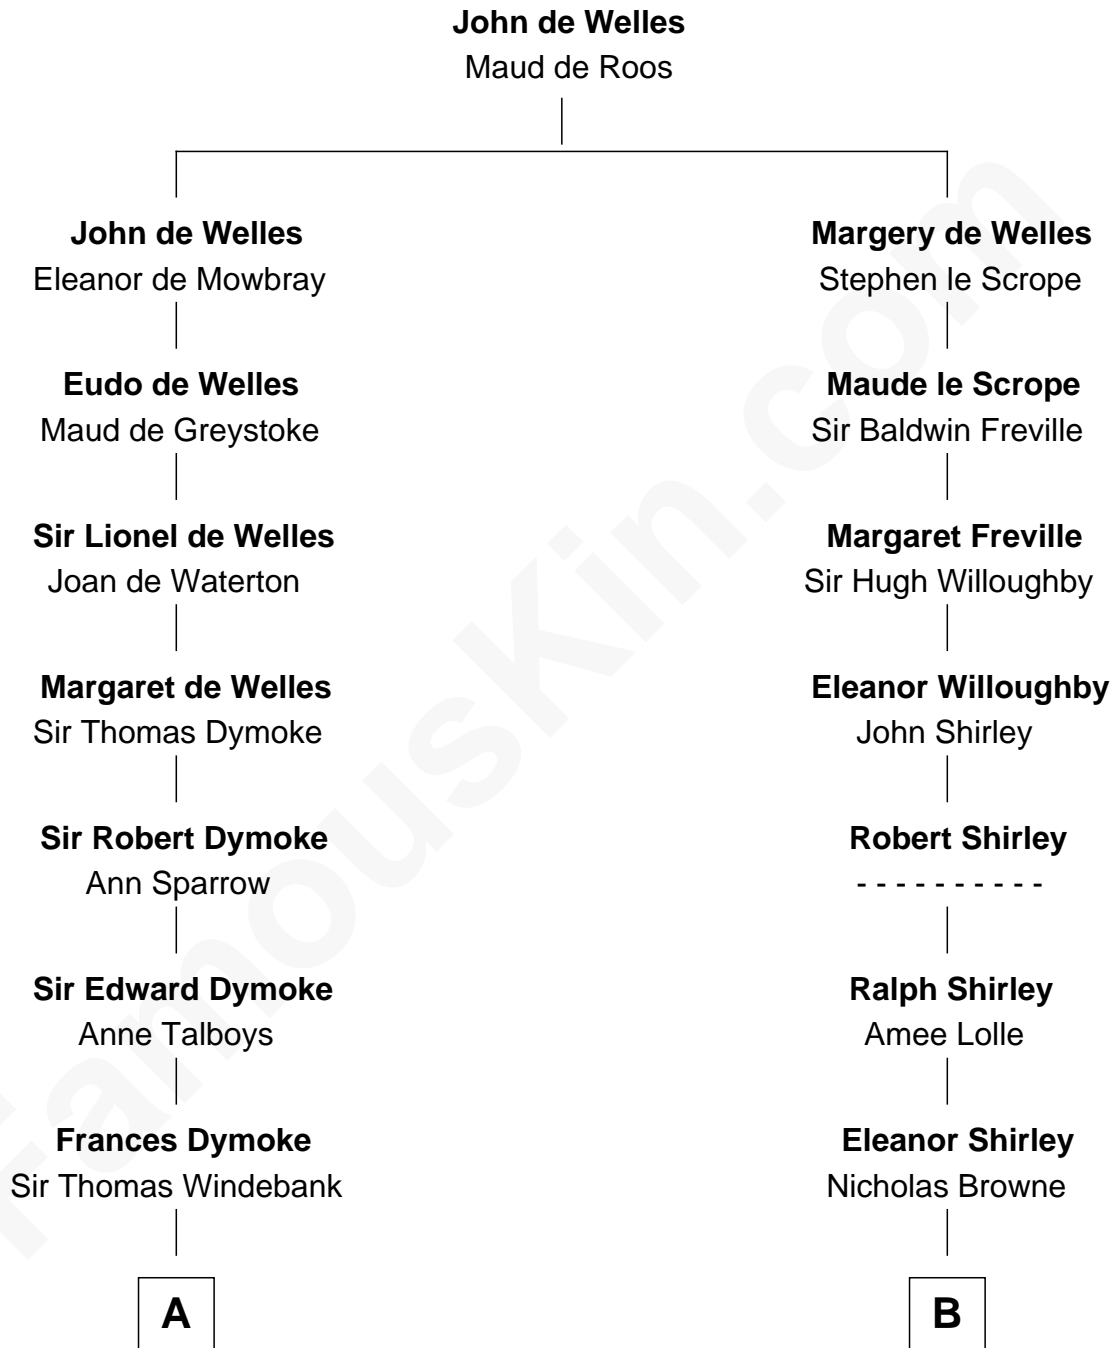 John de Welles
Maud de Roos
John de Welles
Eleanor de Mowbray
Margery de Welles
Stephen le Scrope
Eudo de Welles
Maud de Greystoke
Maude le Scrope
Sir Baldwin Freville
Sir Lionel de Welles
Joan de Waterton
Margaret Freville
Sir Hugh Willoughby
Margaret de Welles
Sir Thomas Dymoke
Eleanor Willoughby
John Shirley
Sir Robert Dymoke
Ann Sparrow
Robert Shirley
- - - - - - - - - -
Sir Edward Dymoke
Anne Talboys
Ralph Shirley
Amee Lolle
Frances Dymoke
Sir Thomas Windebank
Eleanor Shirley
Nicholas Browne
A
B
FamousKin.com